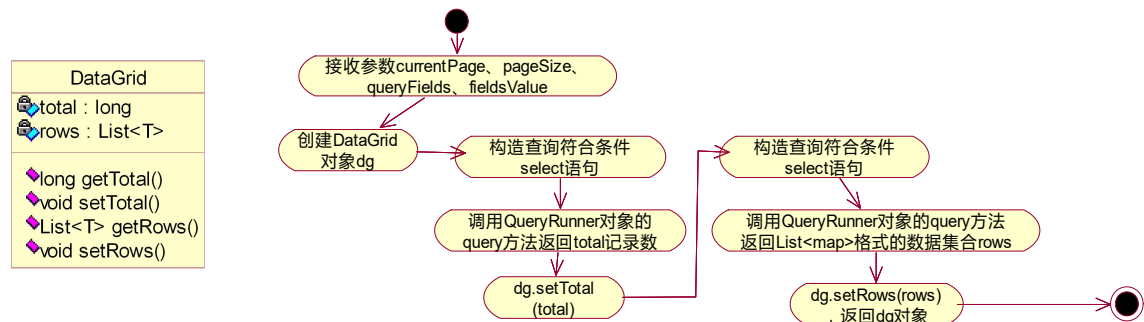 DataGrid
total : long
rows : List<T>
long getTotal()
void setTotal()
List<T> getRows()
void setRows()
接收参数currentPage、pageSize、
queryFields、fieldsValue
创建DataGrid
对象dg
构造查询符合条件
select语句
调用QueryRunner对象的
query方法返回total记录数
dg.setTotal
(total)
构造查询符合条件
select语句
调用QueryRunner对象的query方法
返回List<map>格式的数据集合rows
dg.setRows(rows)
，返回dg对象